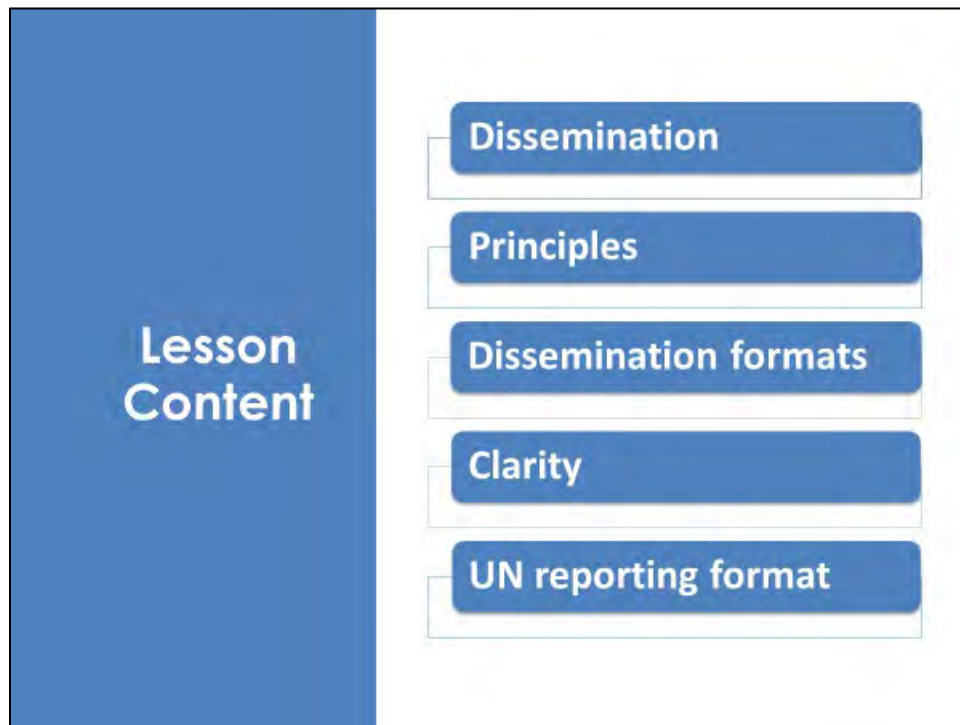 Lesson
Content
Dissemination
Principles
Dissemination formats
Clarity
UN reporting format